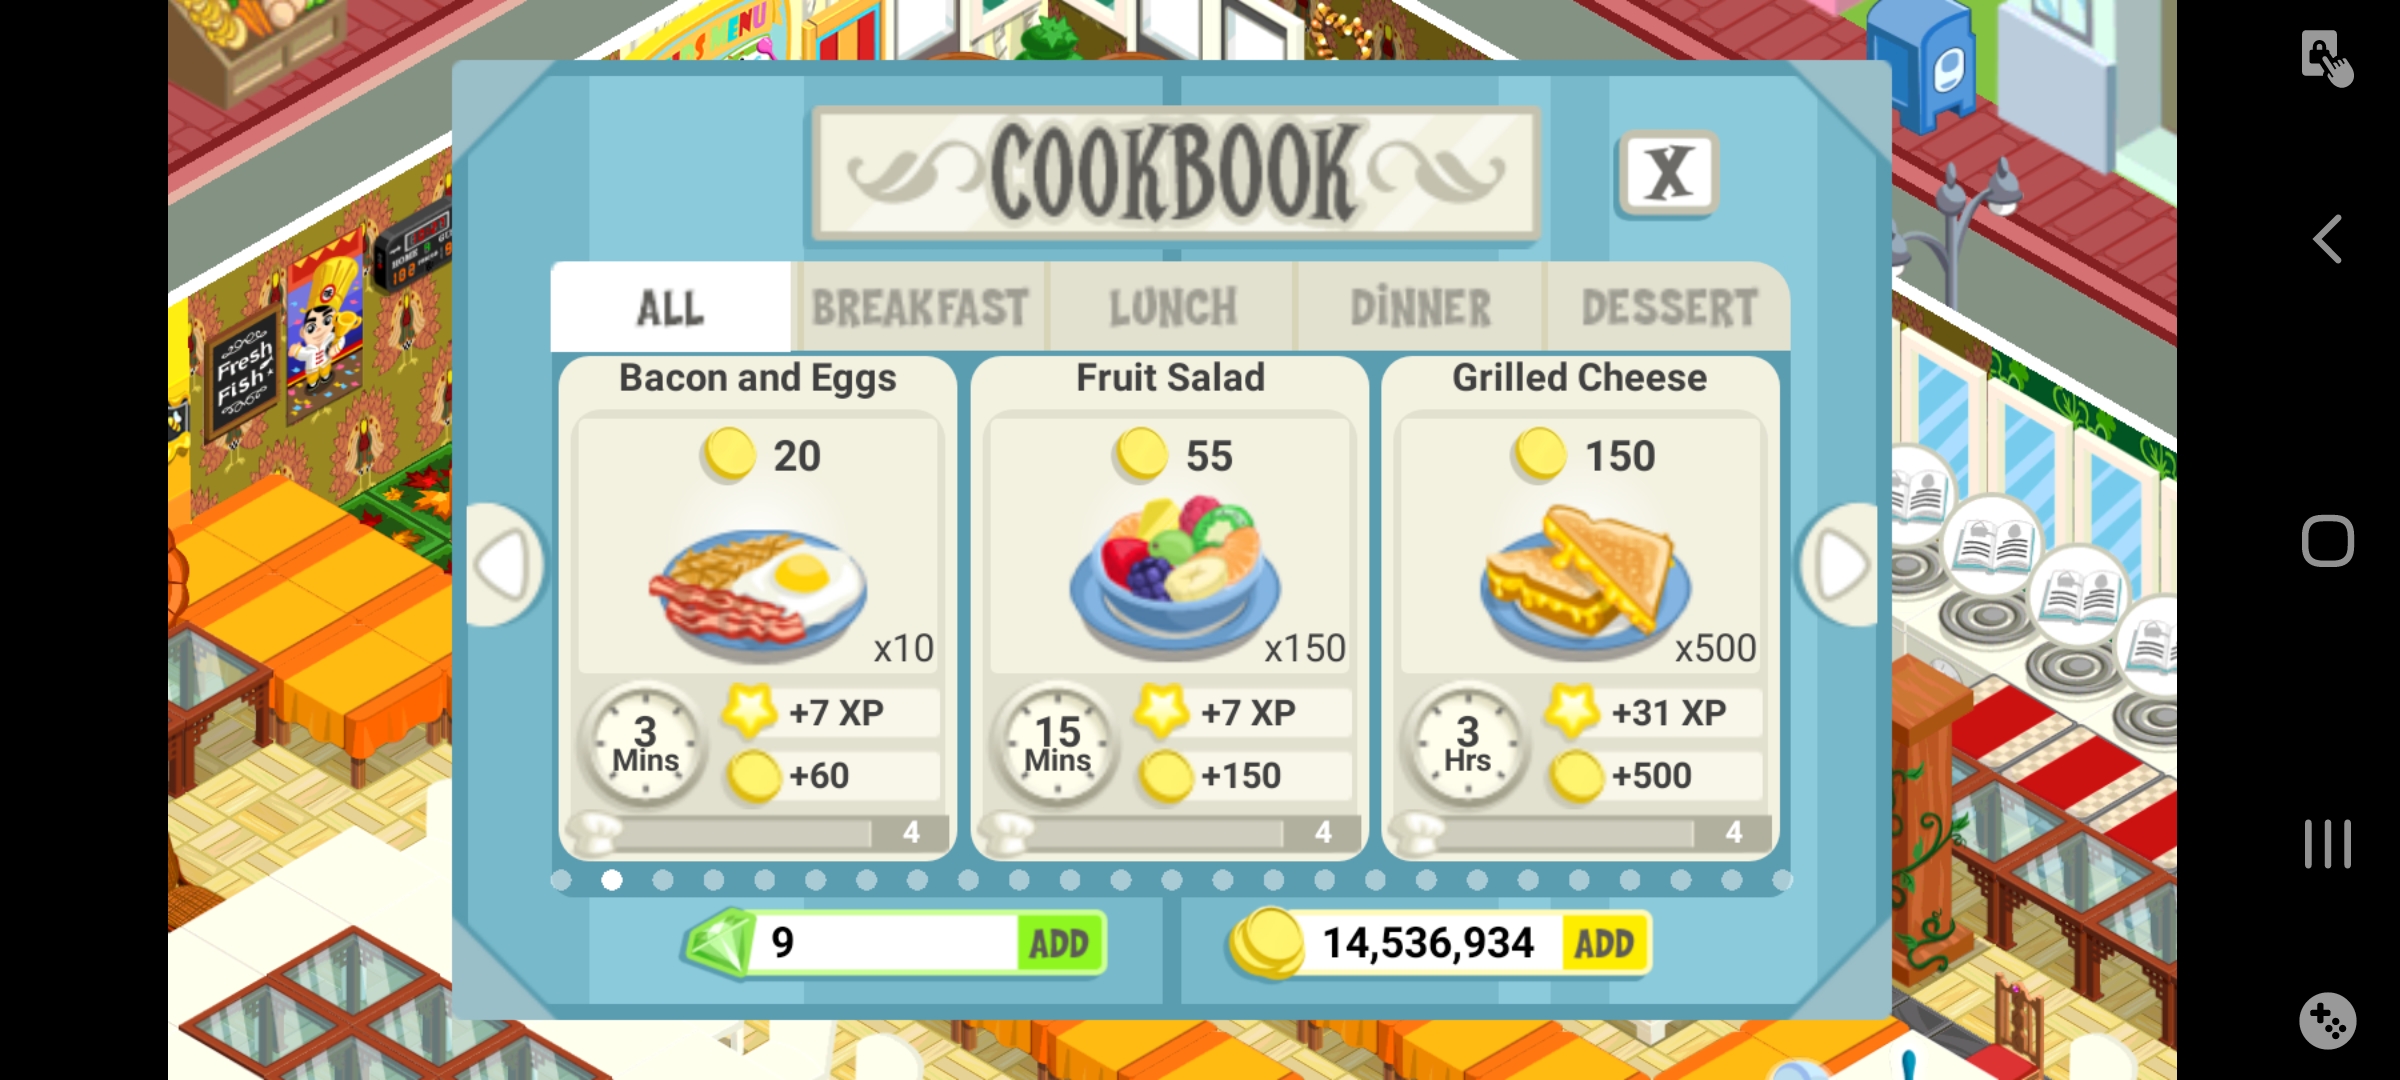 S MENU
COOKBOOK
X
ALL
BREAKFAST
LUNCH
DINNER
DESSERT
Bacon and Eggs
20
x10
3
Mins
+7 XP
+60
4
Fruit Salad
55
x150
15
Mins
+7 XP
+150
4
Grilled Cheese
150
x500
3
Hrs
+31 XP
+500
4
9
ADD
14,536,934
ADD
Fresh
Fish
HOME
102